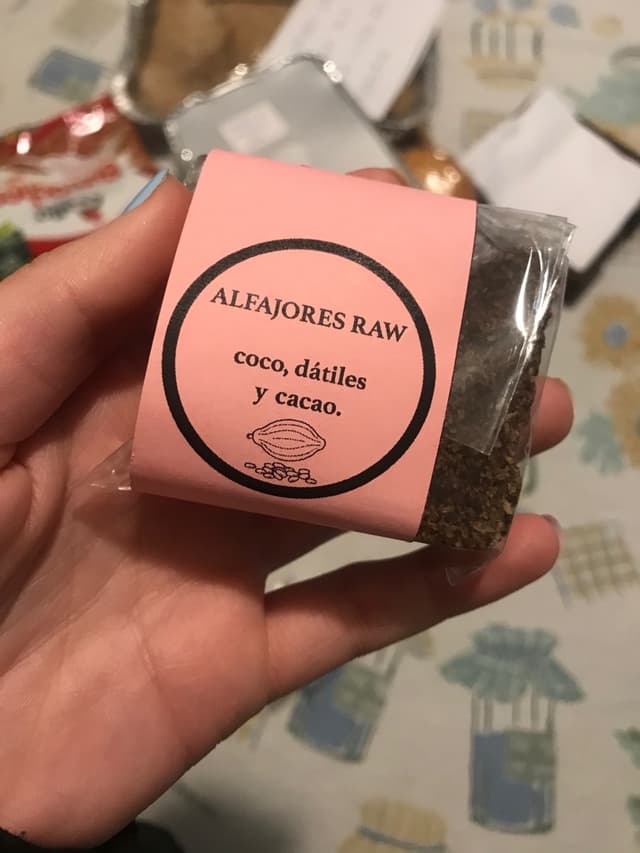 ALFAJORES RAW
coco, dátiles
y cacao.